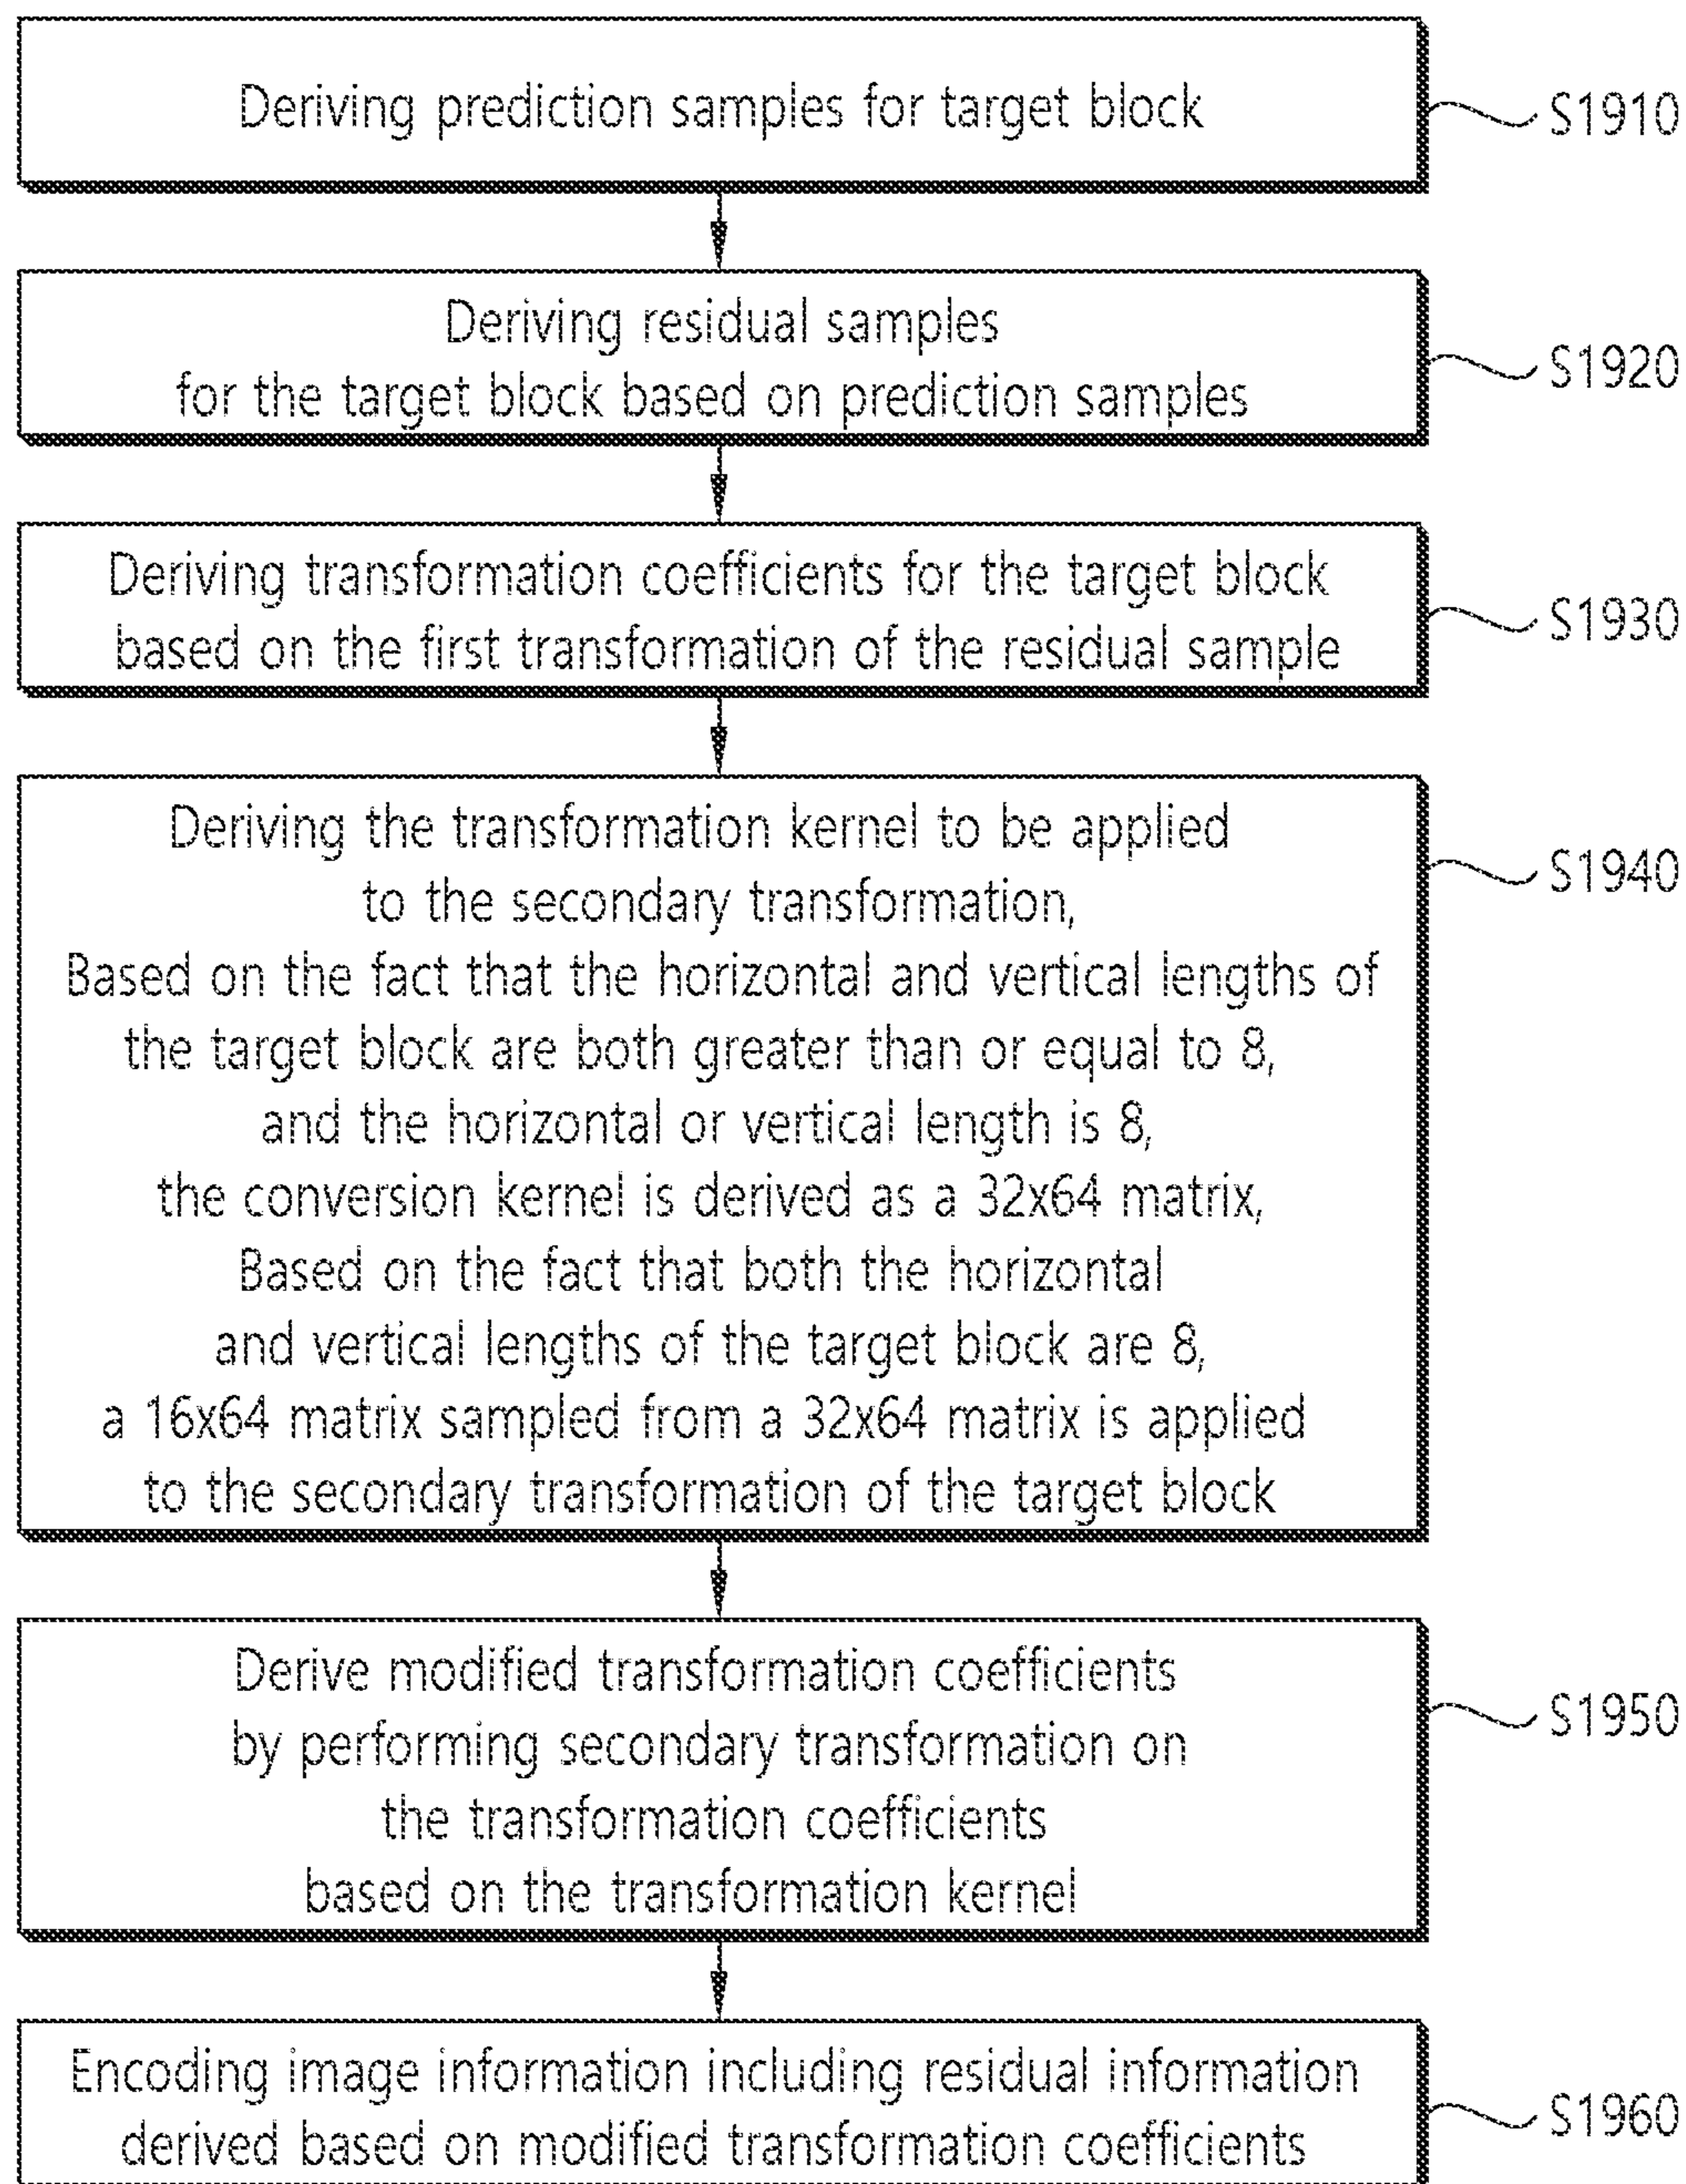 Deriving prediction samples for target block
S1910
Deriving residual samples
for the target block based on prediction samples
S1920
Deriving transformation coefficients for the target block
based on the first transformation of the residual sample
S1930
Deriving the transformation kernel to be applied
to the secondary transformation,
Based on the fact that the horizontal and vertical lengths of
the target block are both greater than or equal to 8,
and the horizontal or vertical length is 8,
the conversion kernel is derived as a 32x64 matrix,
Based on the fact that both the horizontal
and vertical lengths of the target block are 8,
a 16x64 matrix sampled from a 32x64 matrix is applied
to the secondary transformation of the target block
S1940
Derive modified transformation coefficients
by performing secondary transformation on
the transformation coefficients
based on the transformation kernel
S1950
Encoding image information including residual information
derived based on modified transformation coefficients
S1960